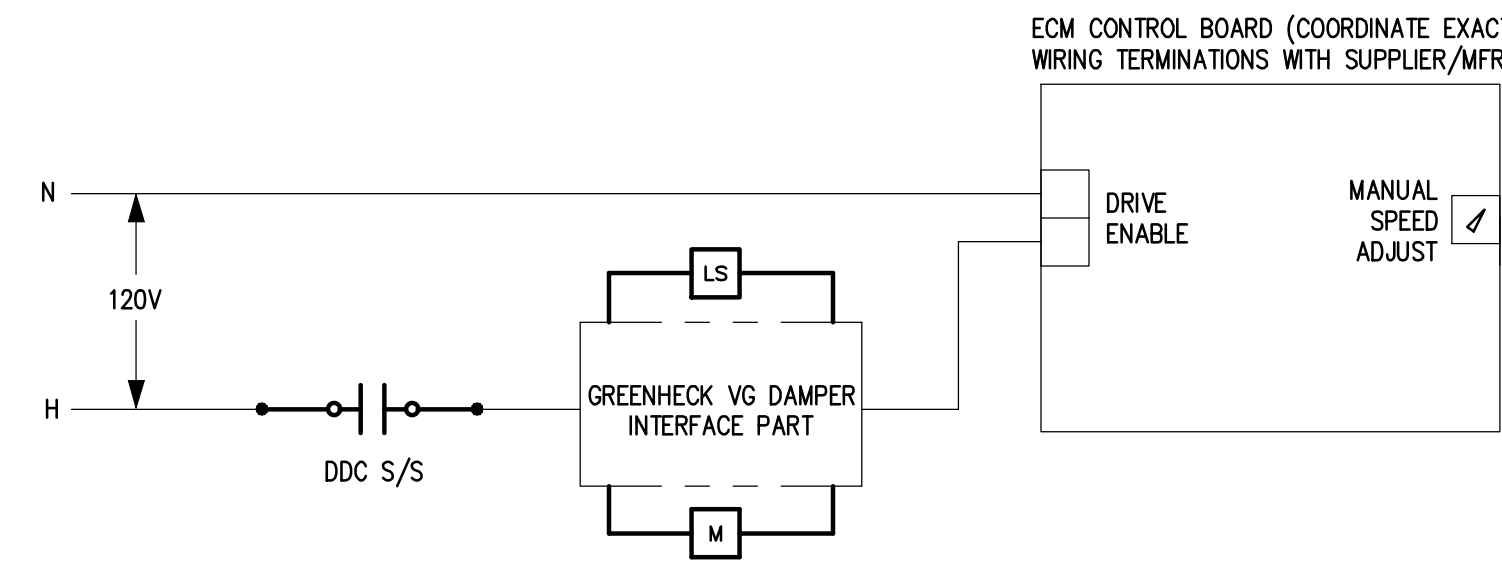 ECM CONTROL BOARD (COORDINATE EXACT
WIRING TERMINATIONS WITH SUPPLIER/MFR
N
DRIVE
ENABLE
MANUAL
SPEED
ADJUST
LS
120V
GREENHECK VG DAMPER
INTERFACE PART
H
DDC S/S
M